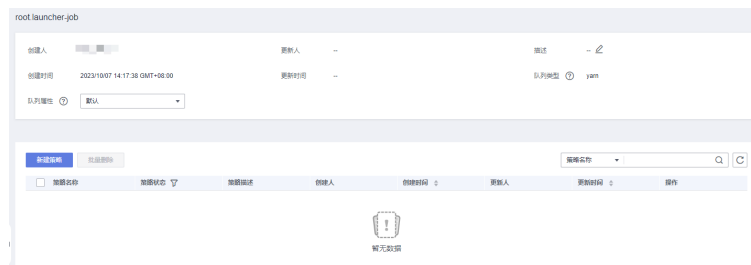 root.launcher-job
创建人 更新人 -- 描述 --
创建时间 2023/10/07 14:17:38 GMT+08:00 更新时间 -- 队列类型 ? yarn
队列属性 ? 默认
新建策略 批量删除 策略名称
策略名称 策略状态 策略描述 创建人 创建时间 更新人 更新时间 操作
暂无数据